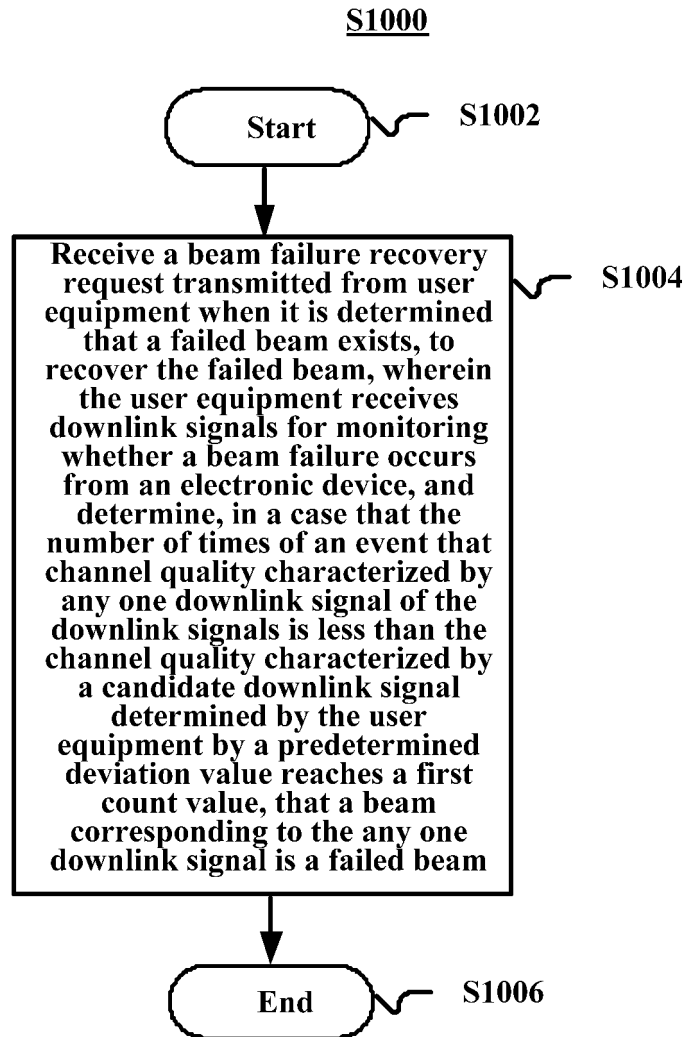 S1000
Start
S1002
Receive a beam failure recovery
request transmitted from user
equipment when it is determined
that a failed beam exists, to
recover the failed beam, wherein
the user equipment receives
downlink signals for monitoring
whether a beam failure occurs
from an electronic device, and
determine, in a case that the
number of times of an event that
channel quality characterized by
any one downlink signal of the
downlink signals is less than the
channel quality characterized by
a candidate downlink signal
determined by the user
equipment by a predetermined
deviation value reaches a first
count value, that a beam
corresponding to the any one
downlink signal is a failed beam
S1004
End
S1006